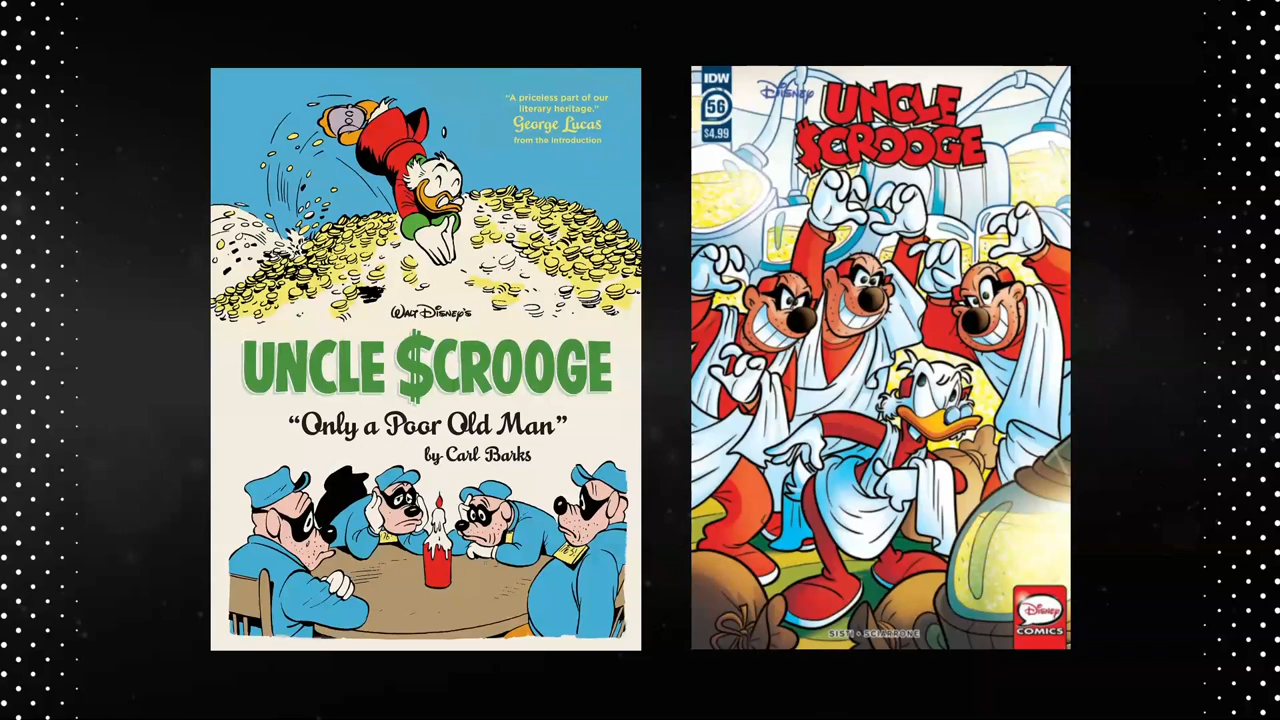 “A priceless part of our
literary heritage.”
George Lucas
from the introduction
Walt Disney's
UNCLE $CROOGE
“Only a Poor Old Man”
by Carl Barks
IDW
56
$4.99
Disney
UNCLE
$CROOGE
SISTI • SCIARRONE
Disney
COMICS